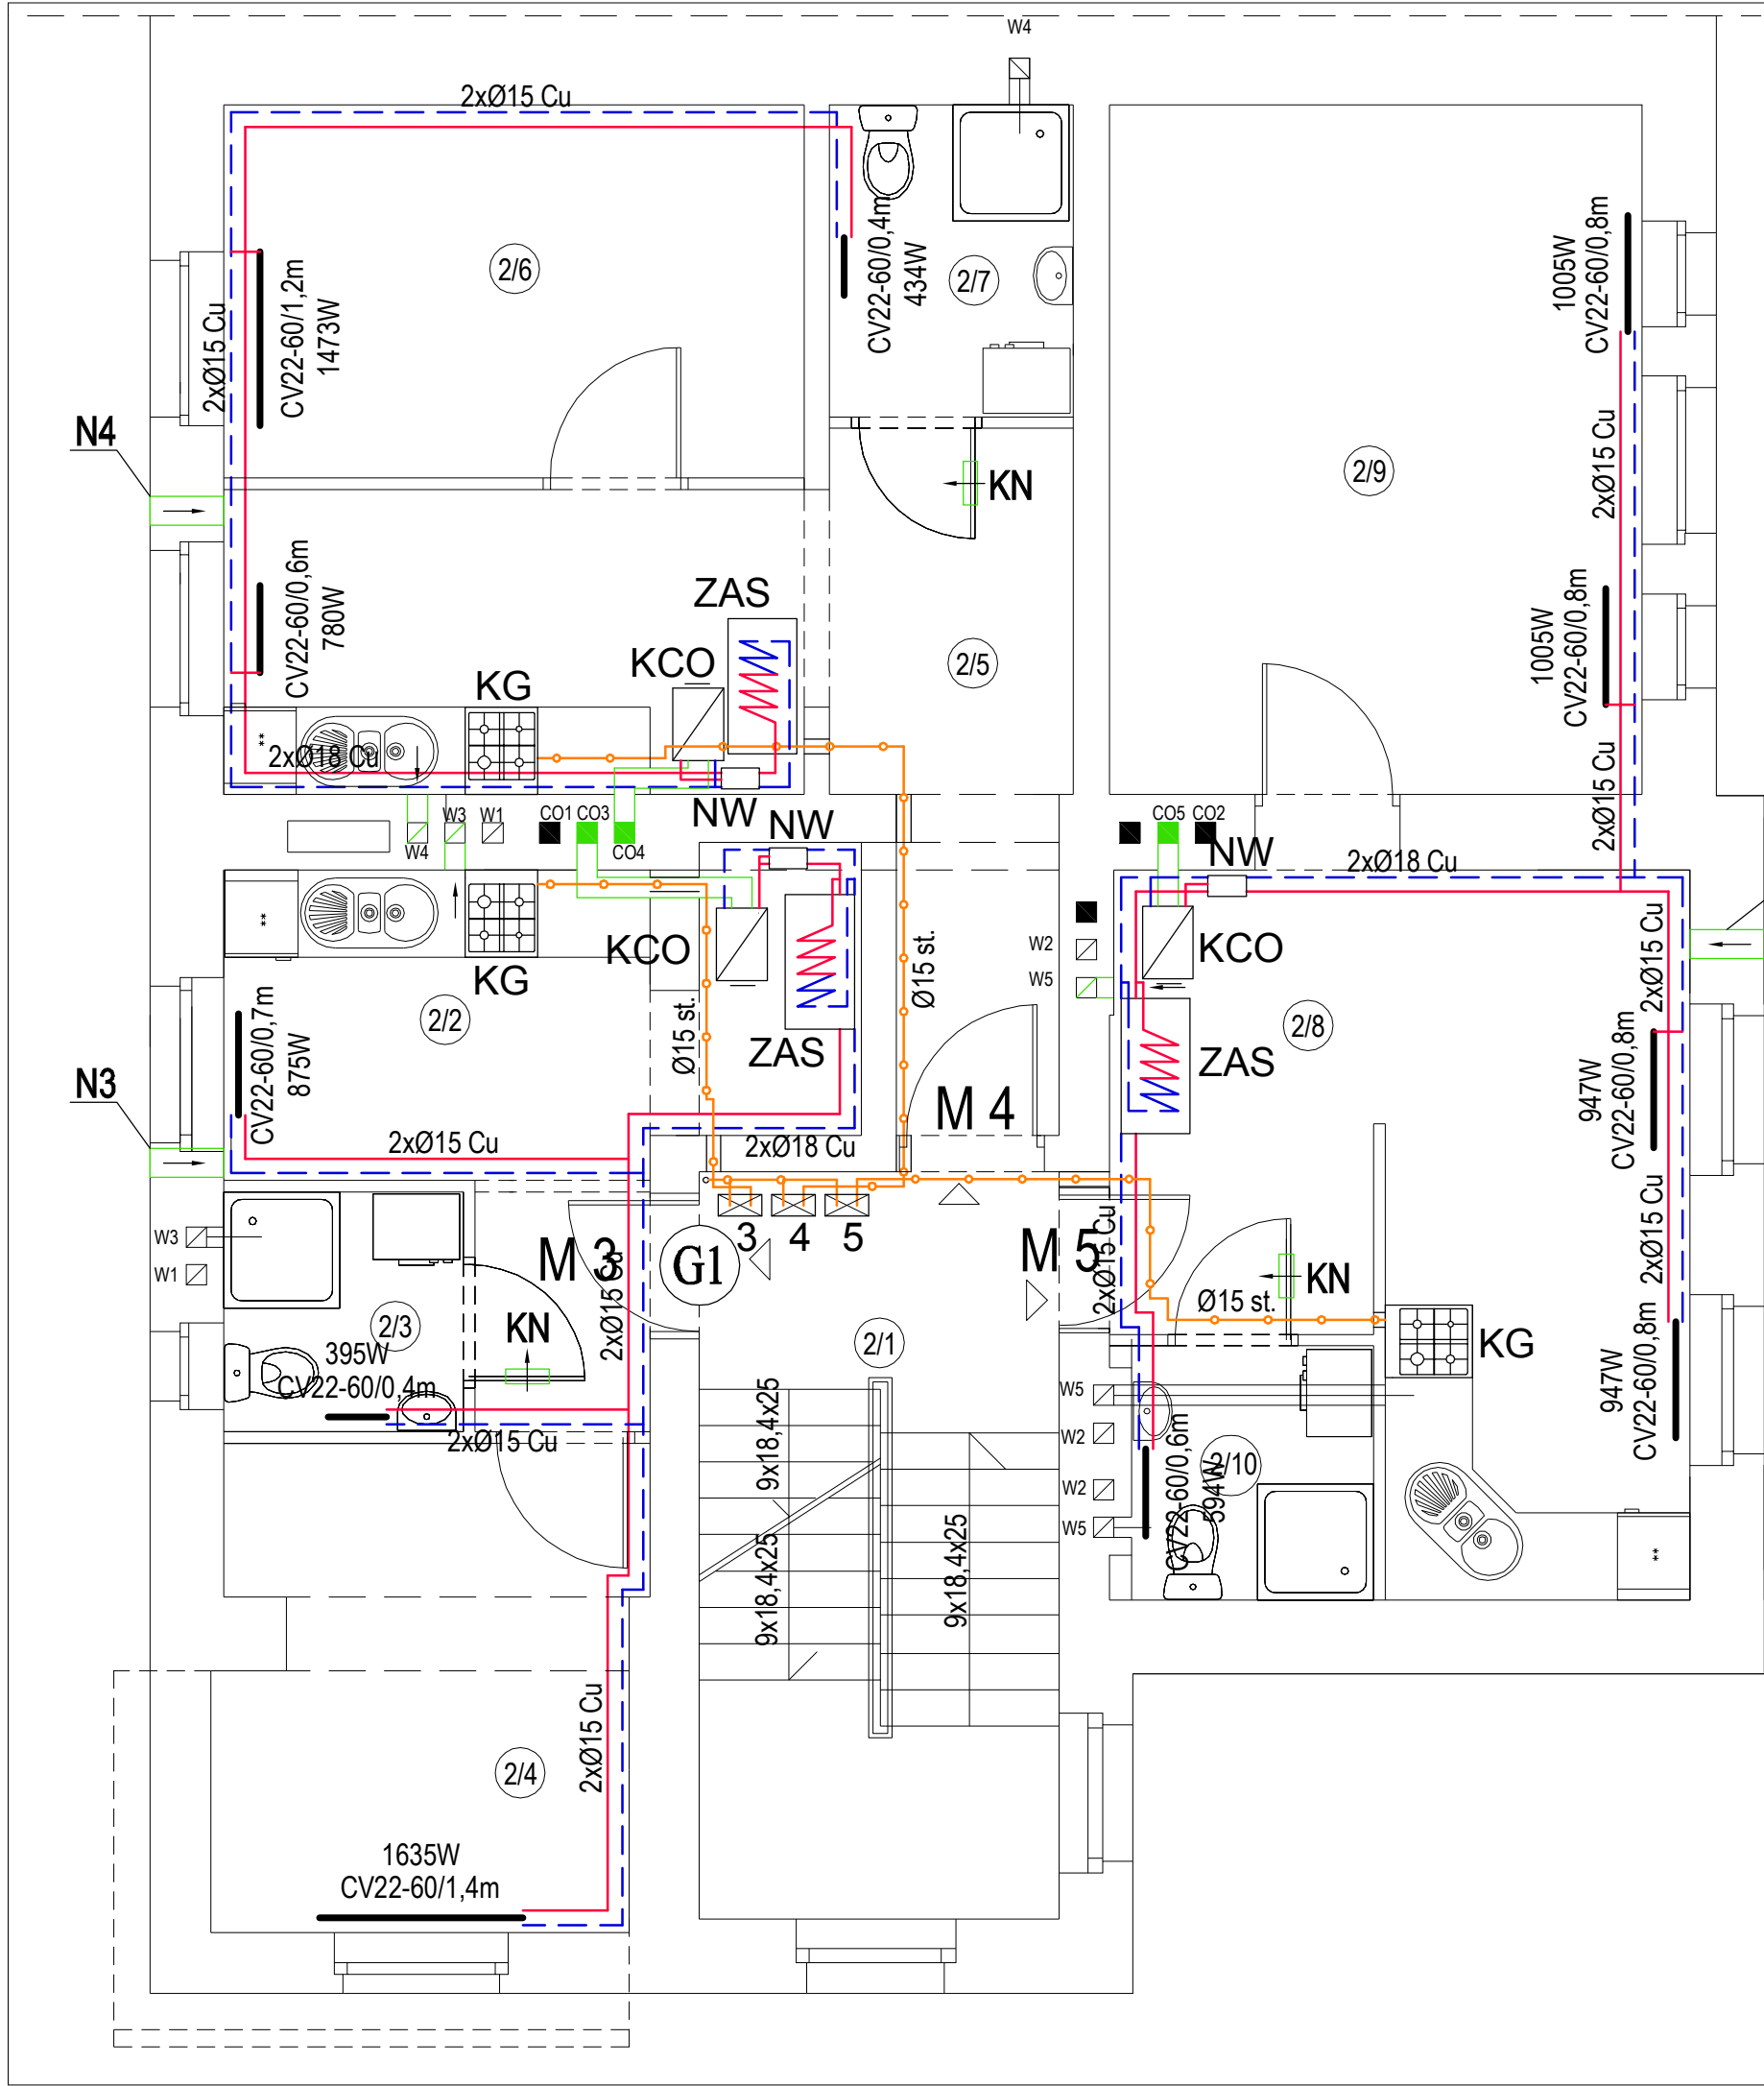 W4
2xØ15 Cu
2/6
CV22-60/1,2m
1473W
2xØ15 Cu
CV22-60/0,4m
434W
2/7
1005W
CV22-60/0,8m
N4
KN
2/9
2xØ15 Cu
CV22-60/0,6m
780W
ZAS
KCO
KG
2/5
1005W
CV22-60/0,8m
**
2xØ18 Cu
NW
2xØ15 Cu
W4
W3
W1
CO1
CO3
CO4
NW
CO5
CO2
NW
2xØ18 Cu
**
KG
KCO
ZAS
Ø15 st.
Ø15 st.
W2
W5
KCO
2xØ15 Cu
2/2
CV22-60/0,7m
875W
2/8
ZAS
947W
CV22-60/0,8m
N3
M 4
2xØ15 Cu
2xØ18 Cu
W3
W1
M 3
2xØ15 Cu
G1
3
4
5
M 5
2xØ15 Cu
KN
2xØ15 Cu
Ø15 st.
2/3
KN
395W
CV22-60/0,4m
2/1
KG
947W
CV22-60/0,8m
2xØ15 Cu
9x18,4x25
9x18,4x25
9x18,4x25
W5
W2
W2
W5
CV22-60/0,6m
594W
2/10
**
2/4
2xØ15 Cu
1635W
CV22-60/1,4m